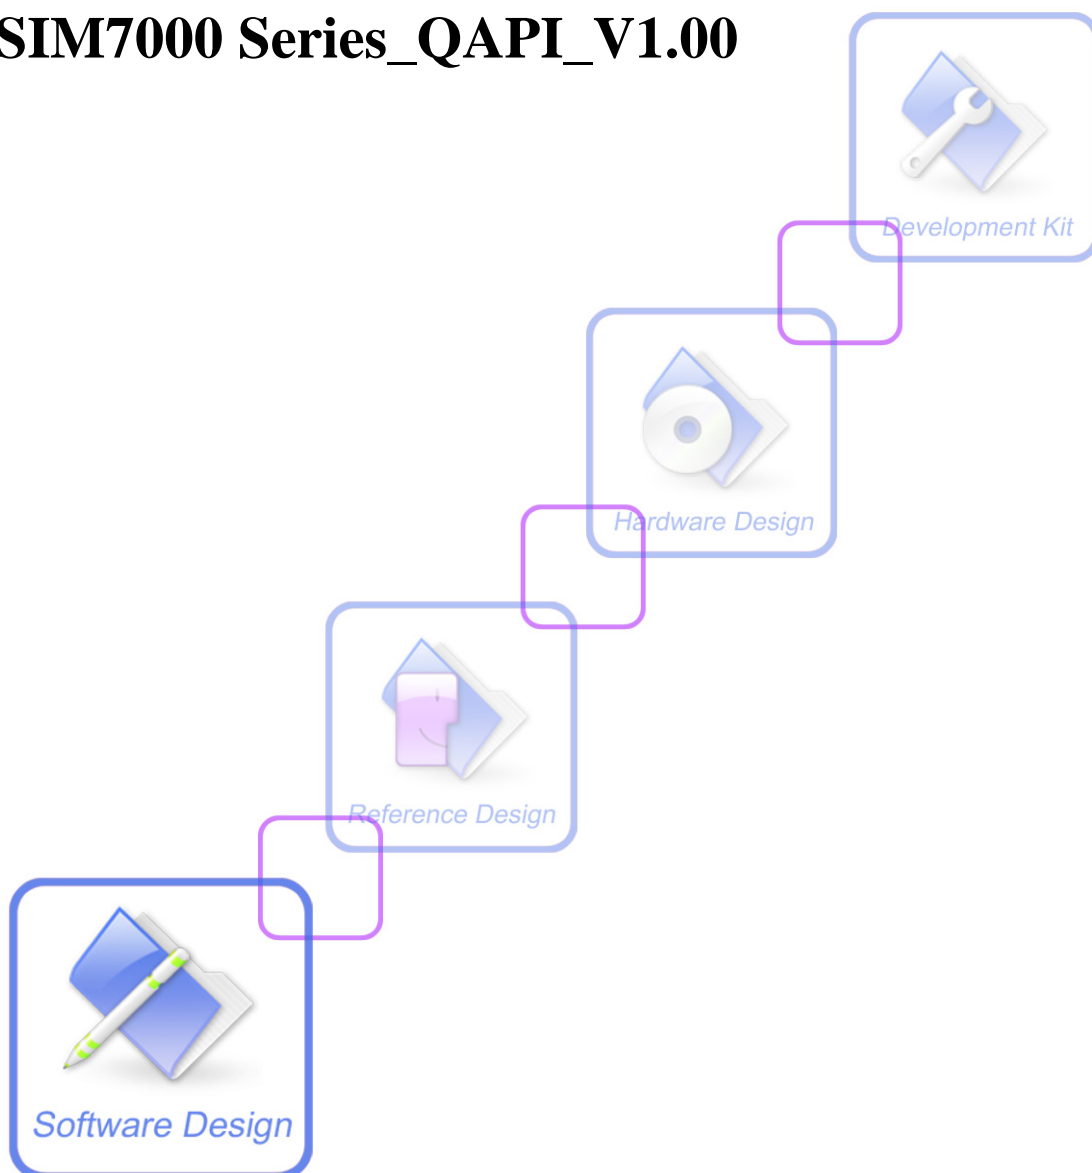 SIM7000 Series_QAPI_V1.00
Development Kit
Hardware Design
Reference Design
Software Design